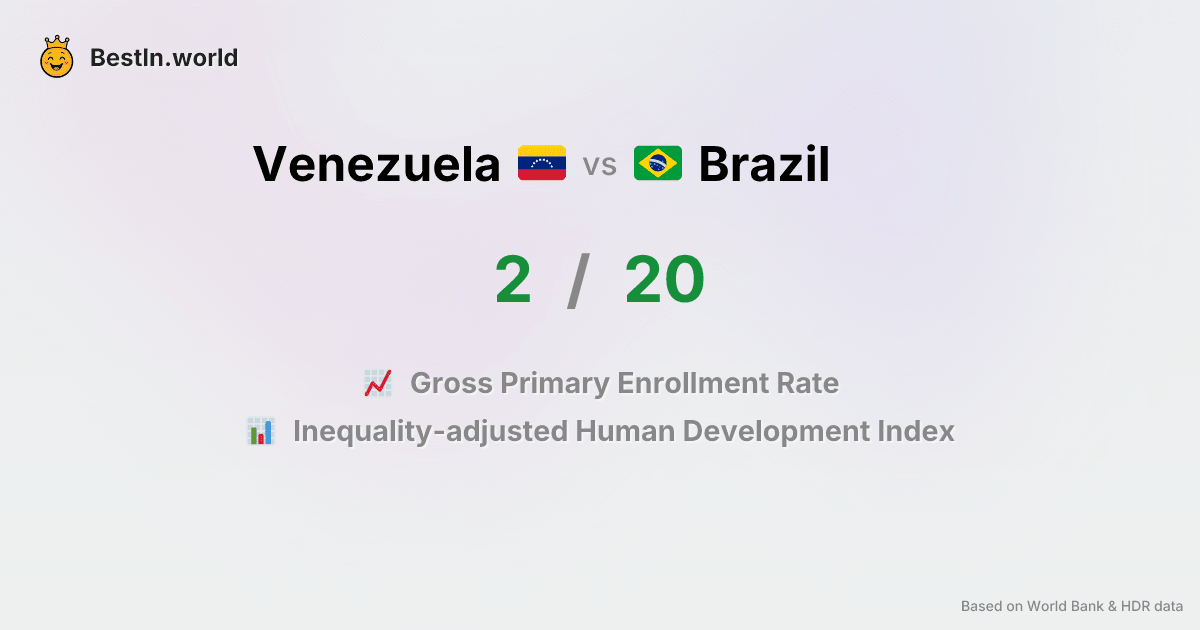 BestIn.world
Venezuela vs Brazil
2 / 20
Gross Primary Enrollment Rate
Inequality-adjusted Human Development Index
Based on World Bank & HDR data